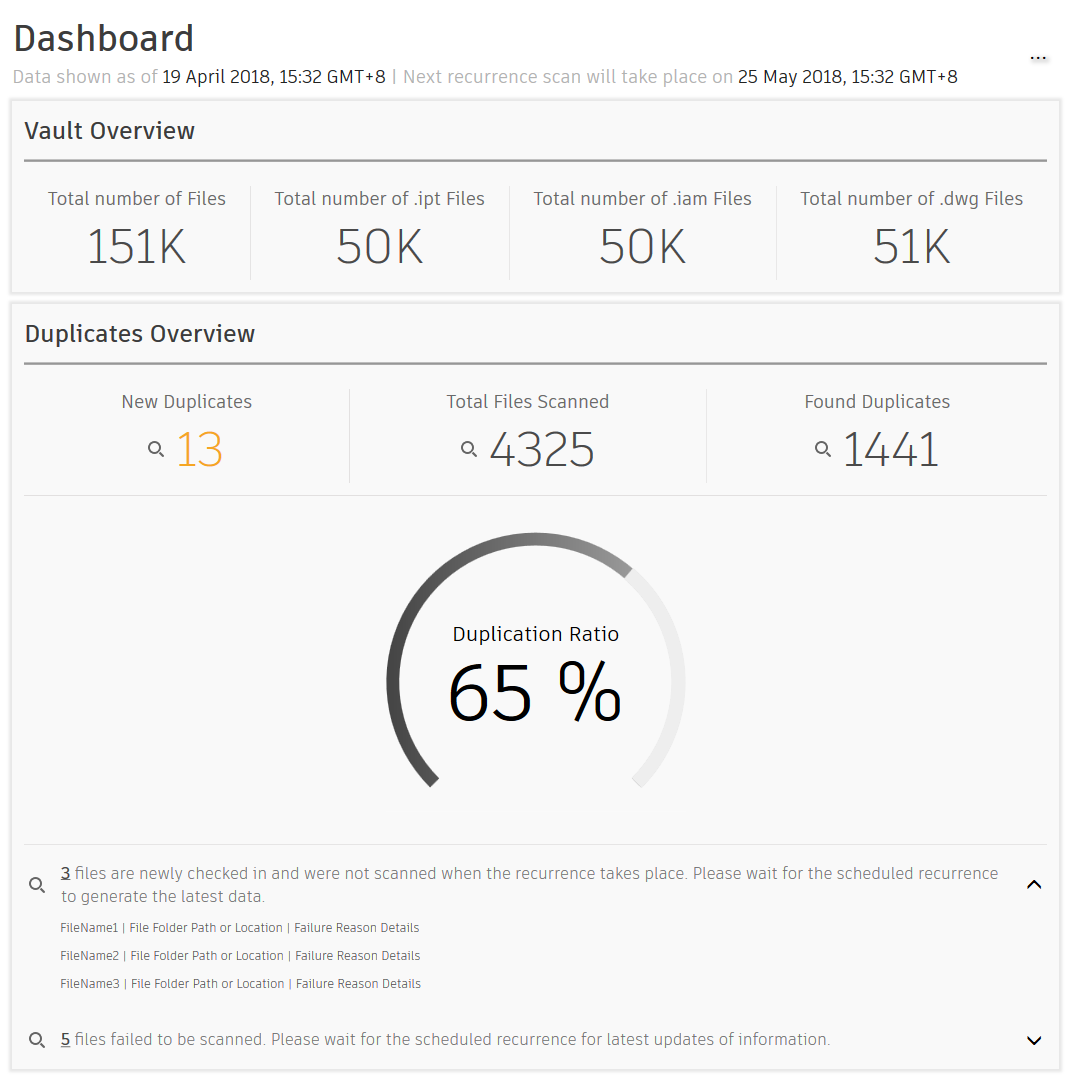 Dashboard
...
Data shown as of 19 April 2018, 15:32 GMT+8 | Next recurrence scan will take place on 25 May 2018, 15:32 GMT+8
Vault Overview
Total number of Files
151K
Total number of .ipt Files
50K
Total number of .iam Files
50K
Total number of .dwg Files
51K
Duplicates Overview
New Duplicates
13
Total Files Scanned
4325
Found Duplicates
1441
Duplication Ratio
65 %
3 files are newly checked in and were not scanned when the recurrence takes place. Please wait for the scheduled recurrence
to generate the latest data.
FileName1 | File Folder Path or Location | Failure Reason Details
FileName2 | File Folder Path or Location | Failure Reason Details
FileName3 | File Folder Path or Location | Failure Reason Details
5 files failed to be scanned. Please wait for the scheduled recurrence for latest updates of information.